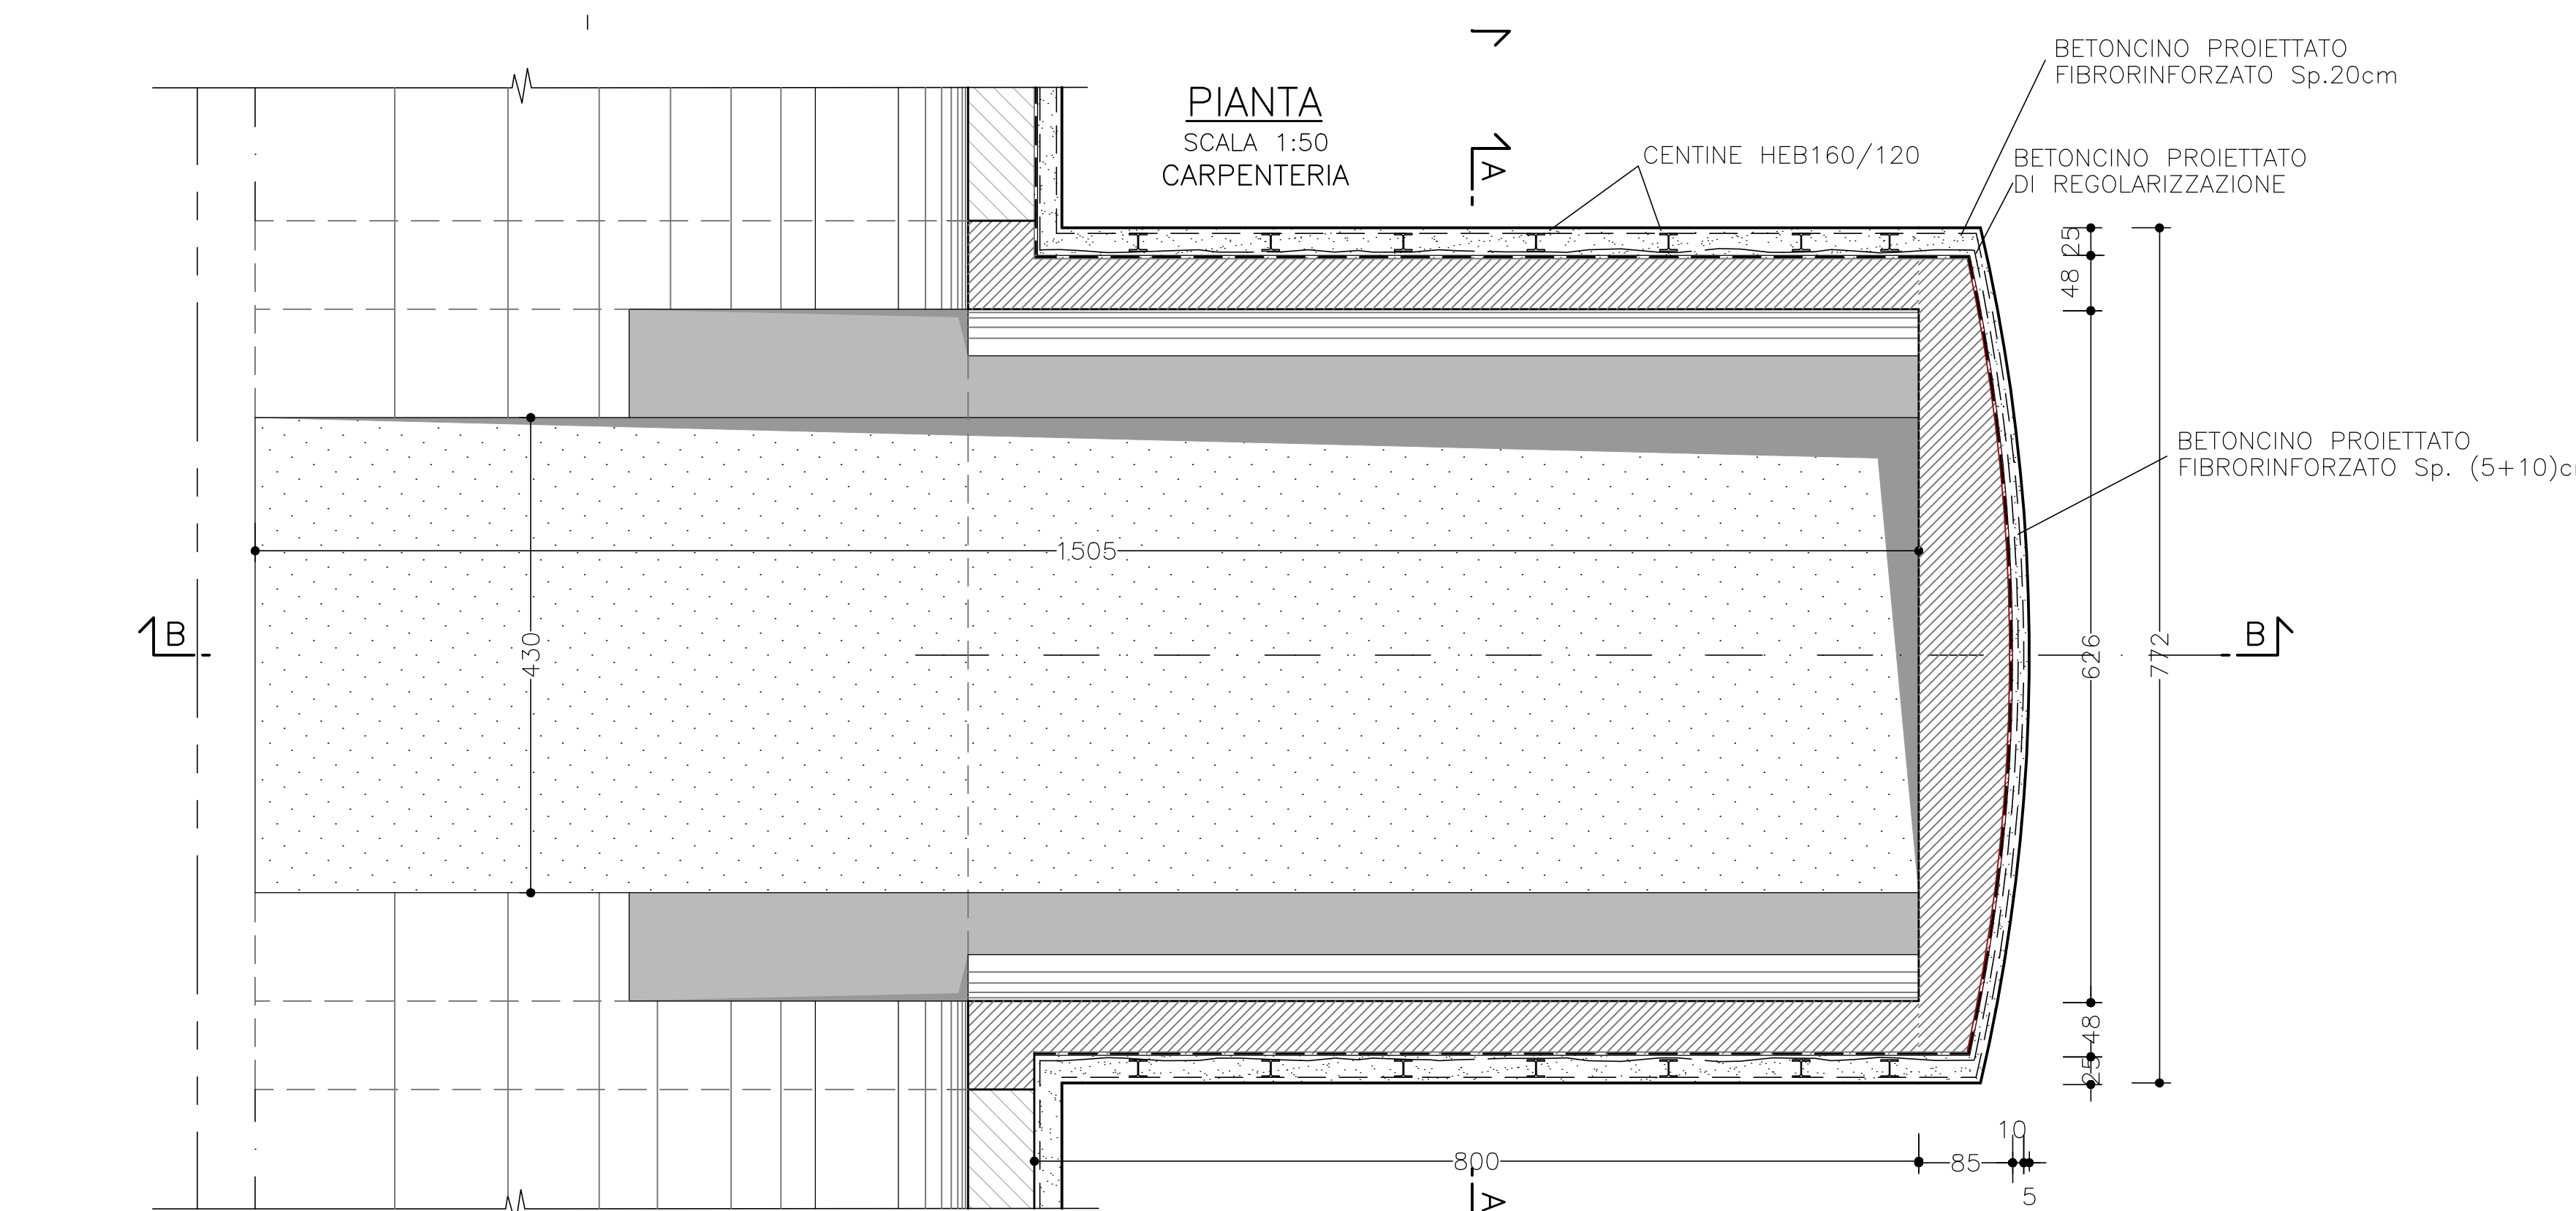 BETONCINO PROIETTATO
FIBRORINFORZATO Sp.20cm
PIANTA
SCALA 1:50
CARPENTERIA
CENTINE HEB160/120
A
BETONCINO PROIETTATO
DI REGOLARIZZAZIONE
25
48
BETONCINO PROIETTATO
FIBRORINFORZATO Sp. (5+10)c
1505
B
430
626
772
B
48
25
10
800
85
5
A